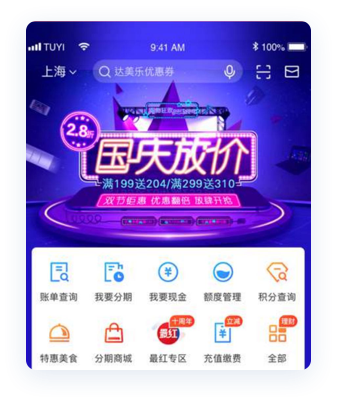 TUYI 9:41 AM 100%
上海 达美乐优惠券
2.8折
国庆放价
满199送204/满299送310
双节钜惠 优惠翻倍
账单查询 我要分期 我要现金 额度管理 积分查询
十周年 立减 理财
特惠美食 分期商城 最红专区 充值缴费 全部